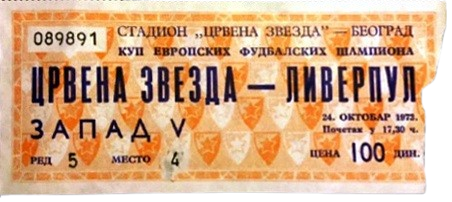 089891
СТАДИОН „ЦРВЕНА ЗВЕЗДА" — БЕОГРАД
КУП ЕВРОПСКИХ ФУДБАЛСКИХ ШАМПИОНА
ЦРВЕНА ЗВЕЗДА — ЛИВЕРПУЛ
ЗАПАД V
24. ОКТОБАР 1973.
Почетак у 17,30 ч.
РЕД 5 МЕСТО 4
ЦЕНА 100 ДИН.